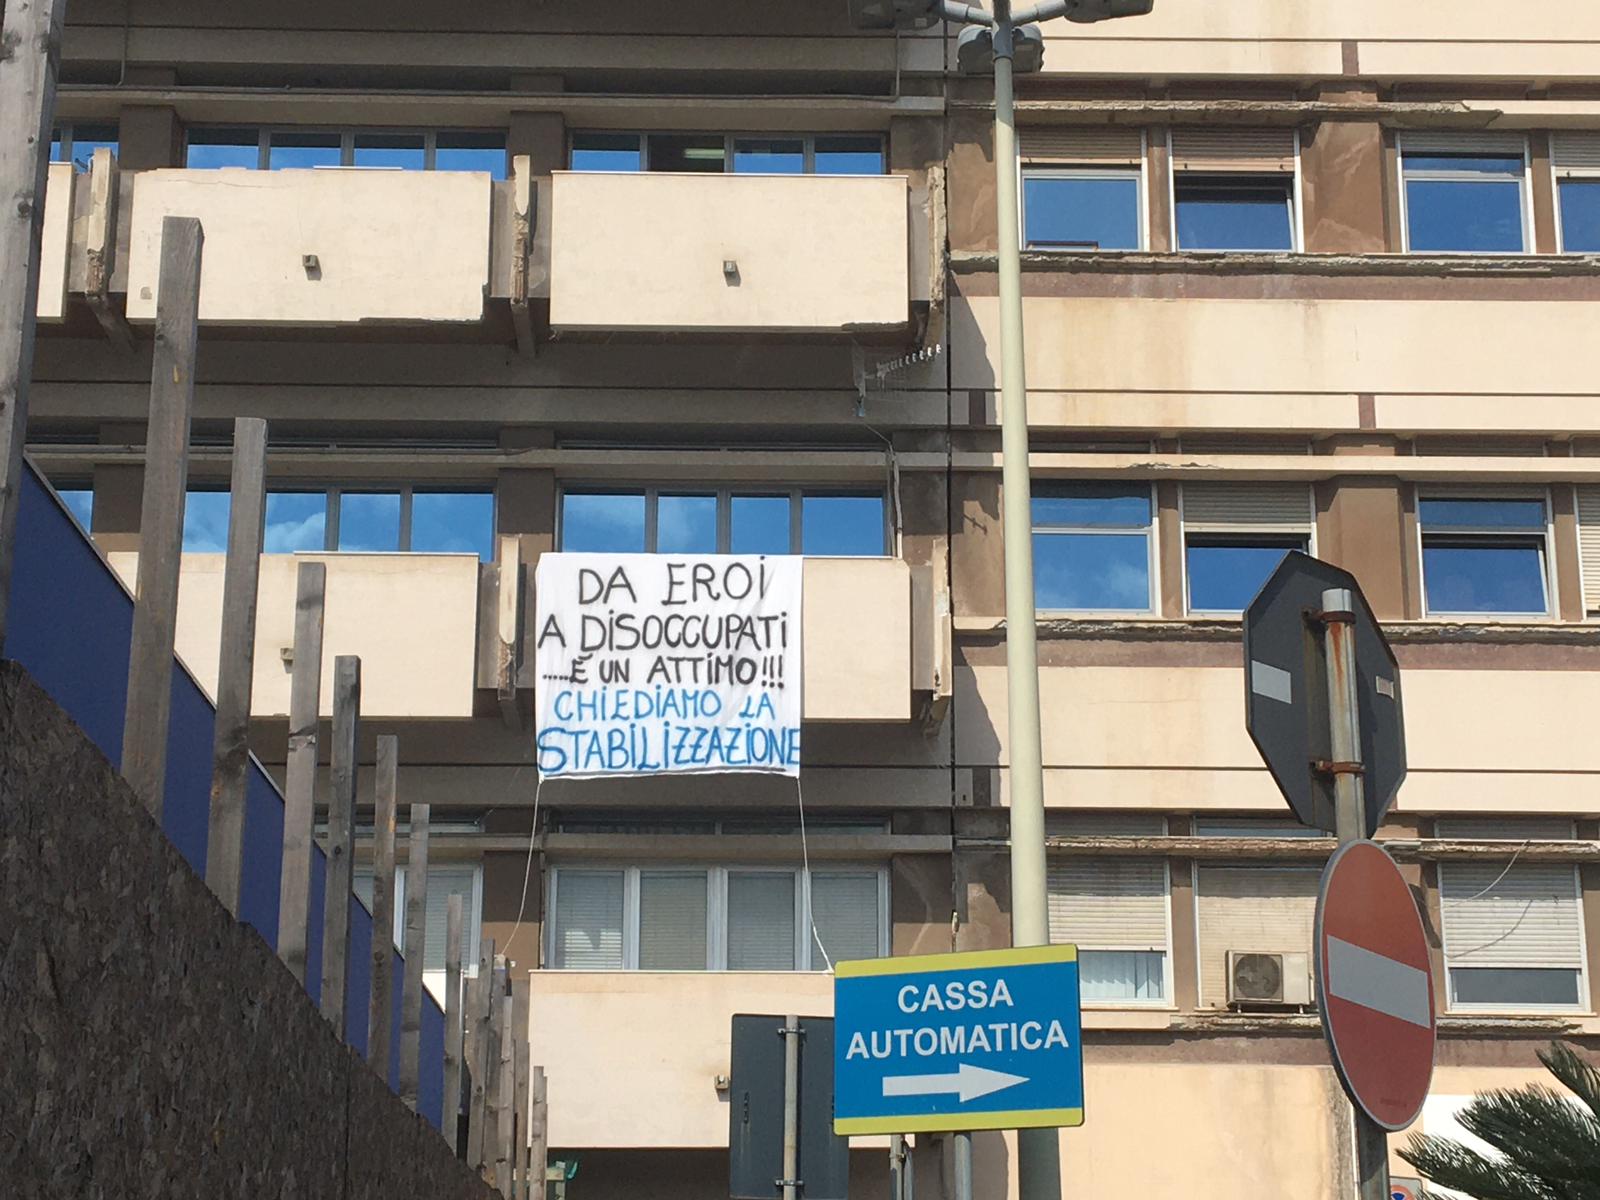 DA EROI
A DISOCCUPATI
.....È UN ATTIMO!!!
CHIEDIAMO LA
STABILIZZAZIONE
CASSA
AUTOMATICA